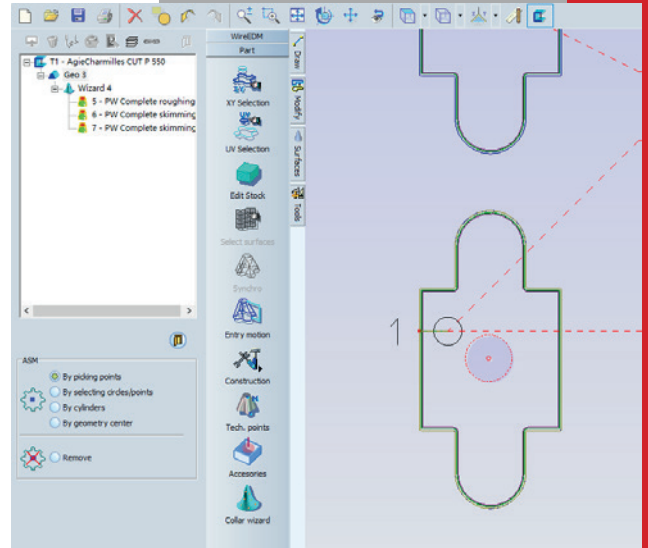 T1 - AgieCharmilles CUT P 550
Geo 3
Wizard 4
5 - PW Complete roughing
6 - PW Complete skimming
7 - PW Complete skimming
ASM
By picking points
By selecting circles/points
By cylinders
By geometry center
Remove
WireEDM
Part
XY Selection
UV Selection
Edit Stock
Select surfaces
Synchro
Entry motion
Construction
Tech. points
Accesories
Collar wizard
Draw
Modify
Surfaces
Tools
1